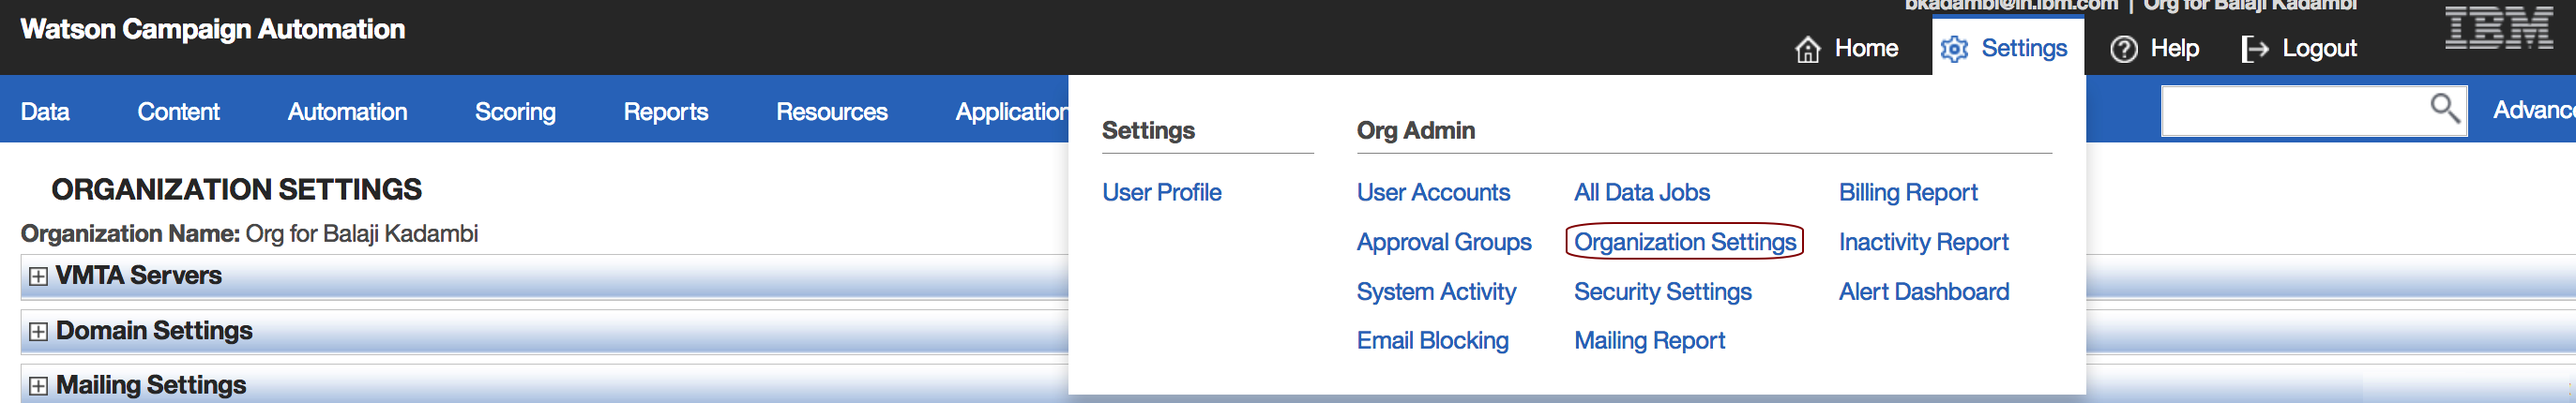 bkadambi@in.ibm.com | Org for Balaji Kadambi
Watson Campaign Automation
Home Settings Help Logout
IBM
Data Content Automation Scoring Reports Resources Application
Advanc
Settings Org Admin
User Profile User Accounts All Data Jobs Billing Report
Approval Groups Organization Settings Inactivity Report
System Activity Security Settings Alert Dashboard
Email Blocking Mailing Report
ORGANIZATION SETTINGS
Organization Name: Org for Balaji Kadambi
VMTA Servers
Domain Settings
Mailing Settings